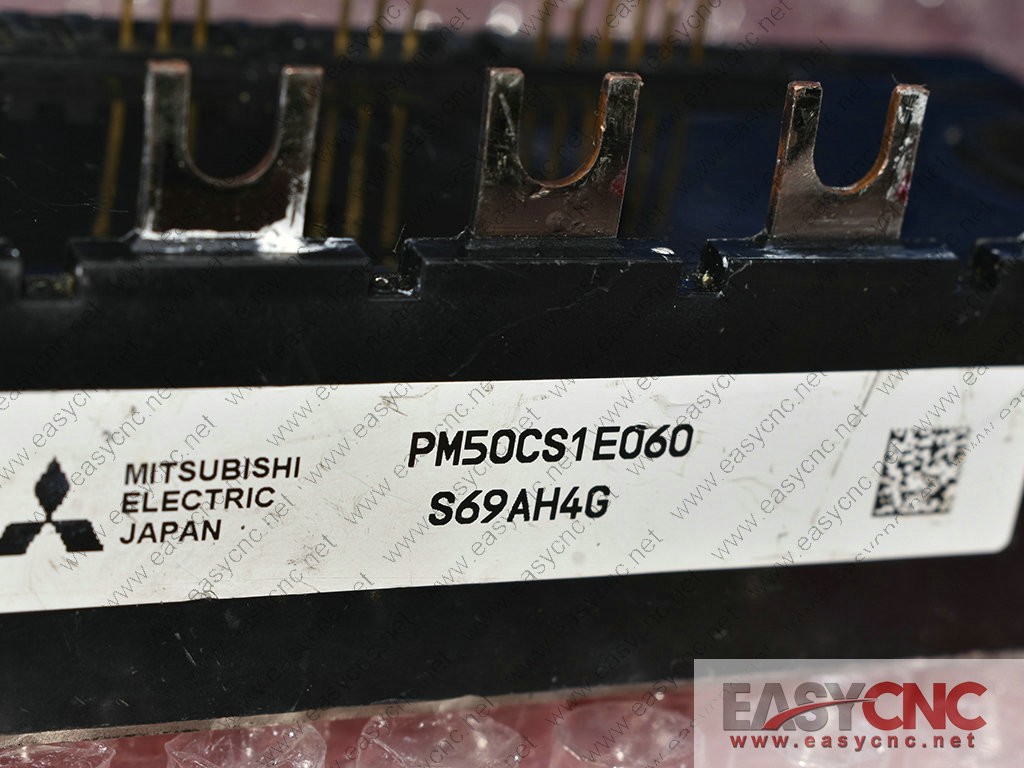 MITSUBISHI
ELECTRIC
JAPAN
PM50CS1E060
S69AH4G
EASYCNC
www.easycnc.net